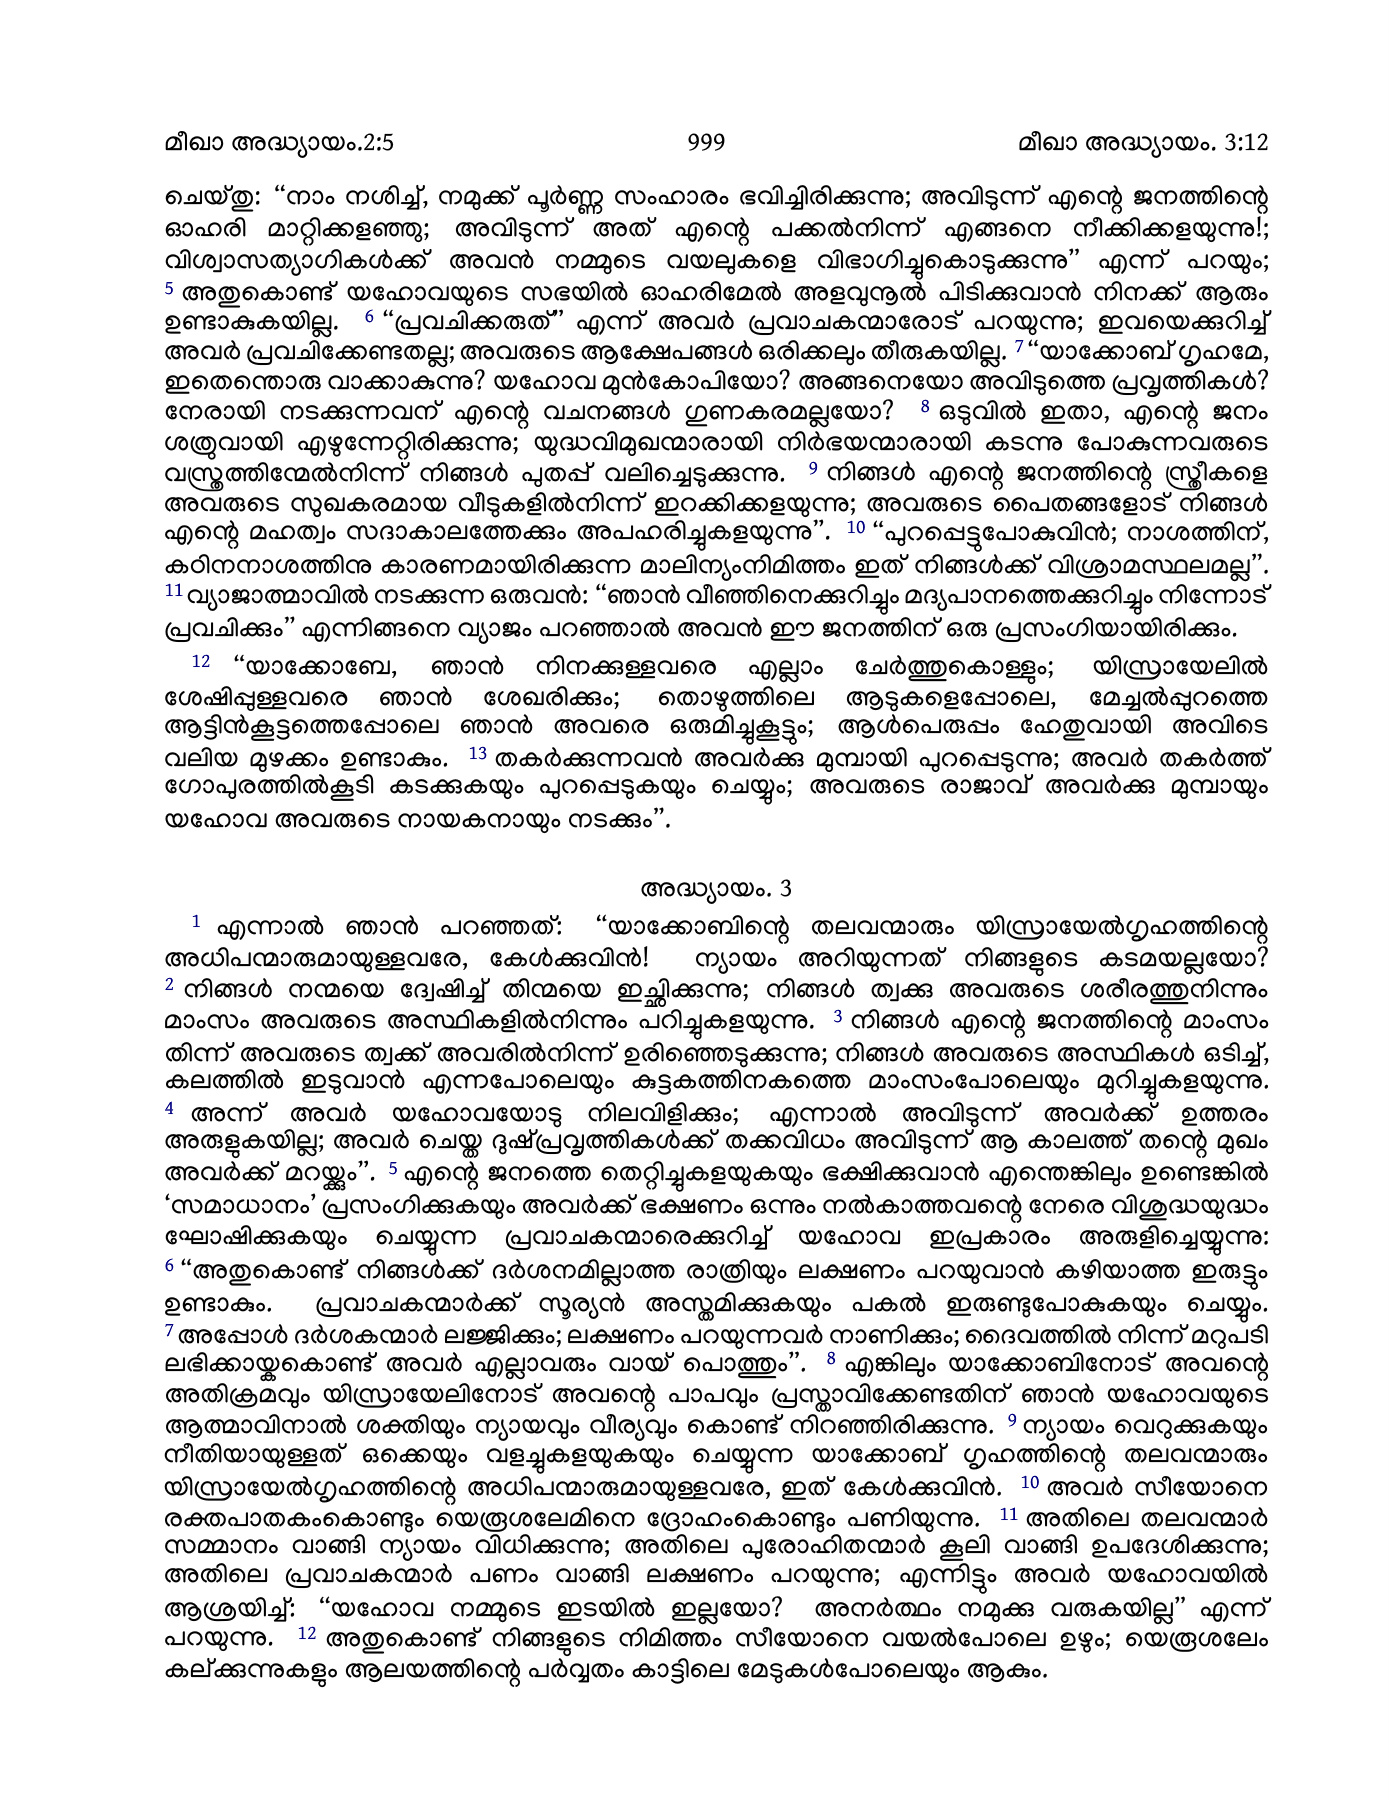 മീഖാ അദ്ധ്യായം.2:5 999 മീഖാ അദ്ധ്യായം. 3:12
ചെയ്തു: “നാം നശിച്ച്, നമുക്ക് പൂർണ്ണ സംഹാരം ഭവിച്ചിരിക്കുന്നു; അവിടുന്ന് എന്റെ ജനത്തിന്റെ
ഓഹരി മാറ്റിക്കളഞ്ഞു; അവിടുന്ന് അത് എന്റെ പക്കൽനിന്ന് എങ്ങനെ നീക്കിക്കളയുന്നു!;
വിശ്വാസത്യാഗികൾക്ക് അവൻ നമ്മുടെ വയലുകളെ വിഭാഗിച്ചുകൊടുക്കുന്നു” എന്ന് പറയും;
5 അതുകൊണ്ട് യഹോവയുടെ സഭയിൽ ഓഹരിമേൽ അളവുനൂൽ പിടിക്കുവാൻ നിനക്ക് ആരും
ഉണ്ടാകുകയില്ല. 6 “പ്രവചിക്കരുത്” എന്ന് അവർ പ്രവാചകന്മാരോട് പറയുന്നു; ഇവയെക്കുറിച്ച്
അവർ പ്രവചിക്കേണ്ടതല്ല; അവരുടെ ആക്ഷേപങ്ങൾ ഒരിക്കലും തീരുകയില്ല. 7 “യാക്കോബ് ഗൃഹമേ,
ഇതെന്തൊരു വാക്കാകുന്നു? യഹോവ മുൻകോപിയോ? അങ്ങനെയോ അവിടുത്തെ പ്രവൃത്തികൾ?
നേരായി നടക്കുന്നവന് എന്റെ വചനങ്ങൾ ഗുണകരമല്ലയോ? 8 ഒടുവിൽ ഇതാ, എന്റെ ജനം
ശത്രുവായി എഴുന്നേറ്റിരിക്കുന്നു; യുദ്ധവിമുഖന്മാരായി നിർഭയന്മാരായി കടന്നു പോകുന്നവരുടെ
വസ്ത്രത്തിന്മേൽനിന്ന് നിങ്ങൾ പുതപ്പ് വലിച്ചെടുക്കുന്നു. 9 നിങ്ങൾ എന്റെ ജനത്തിന്റെ സ്ത്രീകളെ
അവരുടെ സുഖകരമായ വീടുകളിൽനിന്ന് ഇറക്കിക്കളയുന്നു; അവരുടെ പൈതങ്ങളോട് നിങ്ങൾ
എന്റെ മഹത്വം സദാകാലത്തേക്കും അപഹരിച്ചുകളയുന്നു”. 10 “പുറപ്പെട്ടുപോകുവിൻ; നാശത്തിന്,
കഠിനനാശത്തിനു കാരണമായിരിക്കുന്ന മാലിന്യംനിമിത്തം ഇത് നിങ്ങൾക്ക് വിശ്രാമസ്ഥലമല്ല”.
11 വ്യാജാത്മാവിൽ നടക്കുന്ന ഒരുവൻ: “ഞാൻ വീഞ്ഞിനെക്കുറിച്ചും മദ്യപാനത്തെക്കുറിച്ചും നിന്നോട്
പ്രവചിക്കും” എന്നിങ്ങനെ വ്യാജം പറഞ്ഞാൽ അവൻ ഈ ജനത്തിന് ഒരു പ്രസംഗിയായിരിക്കും.
12 “യാക്കോബേ, ഞാൻ നിനക്കുള്ളവരെ എല്ലാം ചേർത്തുകൊള്ളും; യിസ്രായേലിൽ
ശേഷിപ്പുള്ളവരെ ഞാൻ ശേഖരിക്കും; തൊഴുത്തിലെ ആടുകളെപ്പോലെ, മേച്ചൽപ്പുറത്തെ
ആട്ടിൻകൂട്ടത്തെപ്പോലെ ഞാൻ അവരെ ഒരുമിച്ചുകൂട്ടും; ആൾപെരുപ്പം ഹേതുവായി അവിടെ
വലിയ മുഴക്കം ഉണ്ടാകും. 13 തകർക്കുന്നവൻ അവർക്കു മുമ്പായി പുറപ്പെടുന്നു; അവർ തകർത്ത്
ഗോപുരത്തിൽകൂടി കടക്കുകയും പുറപ്പെടുകയും ചെയ്യും; അവരുടെ രാജാവ് അവർക്കു മുമ്പായും
യഹോവ അവരുടെ നായകനായും നടക്കും”.
അദ്ധ്യായം. 3
1 എന്നാൽ ഞാൻ പറഞ്ഞത്: “യാക്കോബിന്റെ തലവന്മാരും യിസ്രായേൽഗൃഹത്തിന്റെ
അധിപന്മാരുമായുള്ളവരേ, കേൾക്കുവിൻ! ന്യായം അറിയുന്നത് നിങ്ങളുടെ കടമയല്ലയോ?
2 നിങ്ങൾ നന്മയെ ദ്വേഷിച്ച് തിന്മയെ ഇച്ഛിക്കുന്നു; നിങ്ങൾ ത്വക്കു അവരുടെ ശരീരത്തുനിന്നും
മാംസം അവരുടെ അസ്ഥികളിൽനിന്നും പറിച്ചുകളയുന്നു. 3 നിങ്ങൾ എന്റെ ജനത്തിന്റെ മാംസം
തിന്ന് അവരുടെ ത്വക്ക് അവരിൽനിന്ന് ഉരിഞ്ഞെടുക്കുന്നു; നിങ്ങൾ അവരുടെ അസ്ഥികൾ ഒടിച്ച്,
കലത്തിൽ ഇടുവാൻ എന്നപോലെയും കുട്ടകത്തിനകത്തെ മാംസംപോലെയും മുറിച്ചുകളയുന്നു.
4 അന്ന് അവർ യഹോവയോടു നിലവിളിക്കും; എന്നാൽ അവിടുന്ന് അവർക്ക് ഉത്തരം
അരുളുകയില്ല; അവർ ചെയ്ത ദുഷ്പ്രവൃത്തികൾക്ക് തക്കവിധം അവിടുന്ന് ആ കാലത്ത് തന്റെ മുഖം
അവർക്ക് മറയ്ക്കും”. 5 എന്റെ ജനത്തെ തെറ്റിച്ചുകളയുകയും ഭക്ഷിക്കുവാൻ എന്തെങ്കിലും ഉണ്ടെങ്കിൽ
‘സമാധാനം’ പ്രസംഗിക്കുകയും അവർക്ക് ഭക്ഷണം ഒന്നും നൽകാത്തവന്റെ നേരെ വിശുദ്ധയുദ്ധം
ഘോഷിക്കുകയും ചെയ്യുന്ന പ്രവാചകന്മാരെക്കുറിച്ച് യഹോവ ഇപ്രകാരം അരുളിച്ചെയ്യുന്നു:
6 “അതുകൊണ്ട് നിങ്ങൾക്ക് ദർശനമില്ലാത്ത രാത്രിയും ലക്ഷണം പറയുവാൻ കഴിയാത്ത ഇരുട്ടും
ഉണ്ടാകും. പ്രവാചകന്മാർക്ക് സൂര്യൻ അസ്തമിക്കുകയും പകൽ ഇരുണ്ടുപോകുകയും ചെയ്യും.
7 അപ്പോൾ ദർശകന്മാർ ലജ്ജിക്കും; ലക്ഷണം പറയുന്നവർ നാണിക്കും; ദൈവത്തിൽ നിന്ന് മറുപടി
ലഭിക്കായ്കകൊണ്ട് അവർ എല്ലാവരും വായ് പൊത്തും”. 8 എങ്കിലും യാക്കോബിനോട് അവന്റെ
അതിക്രമവും യിസ്രായേലിനോട് അവന്റെ പാപവും പ്രസ്താവിക്കേണ്ടതിന് ഞാൻ യഹോവയുടെ
ആത്മാവിനാൽ ശക്തിയും ന്യായവും വീര്യവും കൊണ്ട് നിറഞ്ഞിരിക്കുന്നു. 9 ന്യായം വെറുക്കുകയും
നീതിയായുള്ളത് ഒക്കെയും വളച്ചുകളയുകയും ചെയ്യുന്ന യാക്കോബ് ഗൃഹത്തിന്റെ തലവന്മാരും
യിസ്രായേൽഗൃഹത്തിന്റെ അധിപന്മാരുമായുള്ളവരേ, ഇത് കേൾക്കുവിൻ. 10 അവർ സീയോനെ
രക്തപാതകംകൊണ്ടും യെരൂശലേമിനെ ദ്രോഹംകൊണ്ടും പണിയുന്നു. 11 അതിലെ തലവന്മാർ
സമ്മാനം വാങ്ങി ന്യായം വിധിക്കുന്നു; അതിലെ പുരോഹിതന്മാർ കൂലി വാങ്ങി ഉപദേശിക്കുന്നു;
അതിലെ പ്രവാചകന്മാർ പണം വാങ്ങി ലക്ഷണം പറയുന്നു; എന്നിട്ടും അവർ യഹോവയിൽ
ആശ്രയിച്ച്: “യഹോവ നമ്മുടെ ഇടയിൽ ഇല്ലയോ? അനർത്ഥം നമുക്കു വരുകയില്ല” എന്ന്
പറയുന്നു. 12 അതുകൊണ്ട് നിങ്ങളുടെ നിമിത്തം സീയോനെ വയൽപോലെ ഉഴും; യെരൂശലേം
കല്ക്കുന്നുകളും ആലയത്തിന്റെ പർവ്വതം കാട്ടിലെ മേടുകൾപോലെയും ആകും.